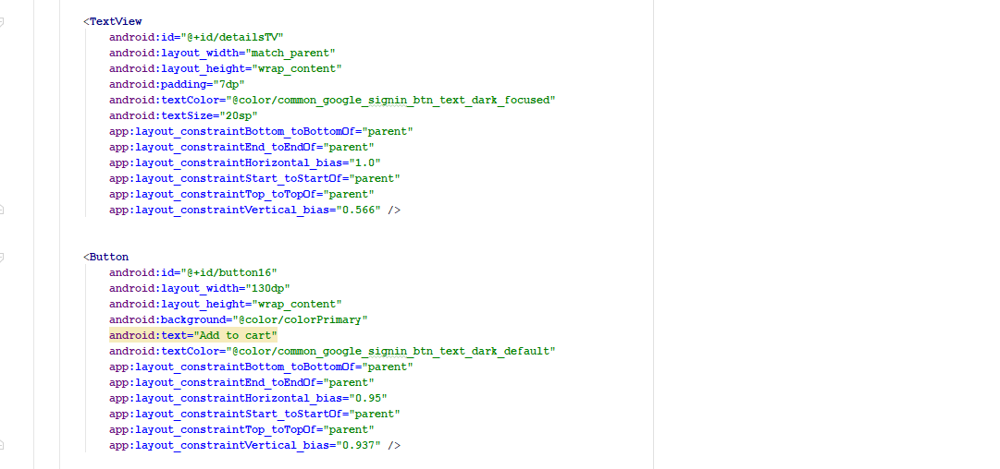 <TextView
android:id="@+id/detailsTV"
android:layout_width="match_parent"
android:layout_height="wrap_content"
android:padding="7dp"
android:textColor="@color/common_google_signin_btn_text_dark_focused"
android:textSize="20sp"
app:layout_constraintBottom_toBottomOf="parent"
app:layout_constraintEnd_toEndOf="parent"
app:layout_constraintHorizontal_bias="1.0"
app:layout_constraintStart_toStartOf="parent"
app:layout_constraintTop_toTopOf="parent"
app:layout_constraintVertical_bias="0.566" />
<Button
android:id="@+id/button16"
android:layout_width="130dp"
android:layout_height="wrap_content"
android:background="@color/colorPrimary"
android:text="Add to cart"
android:textColor="@color/common_google_signin_btn_text_dark_default"
app:layout_constraintBottom_toBottomOf="parent"
app:layout_constraintEnd_toEndOf="parent"
app:layout_constraintHorizontal_bias="0.95"
app:layout_constraintStart_toStartOf="parent"
app:layout_constraintTop_toTopOf="parent"
app:layout_constraintVertical_bias="0.937" />